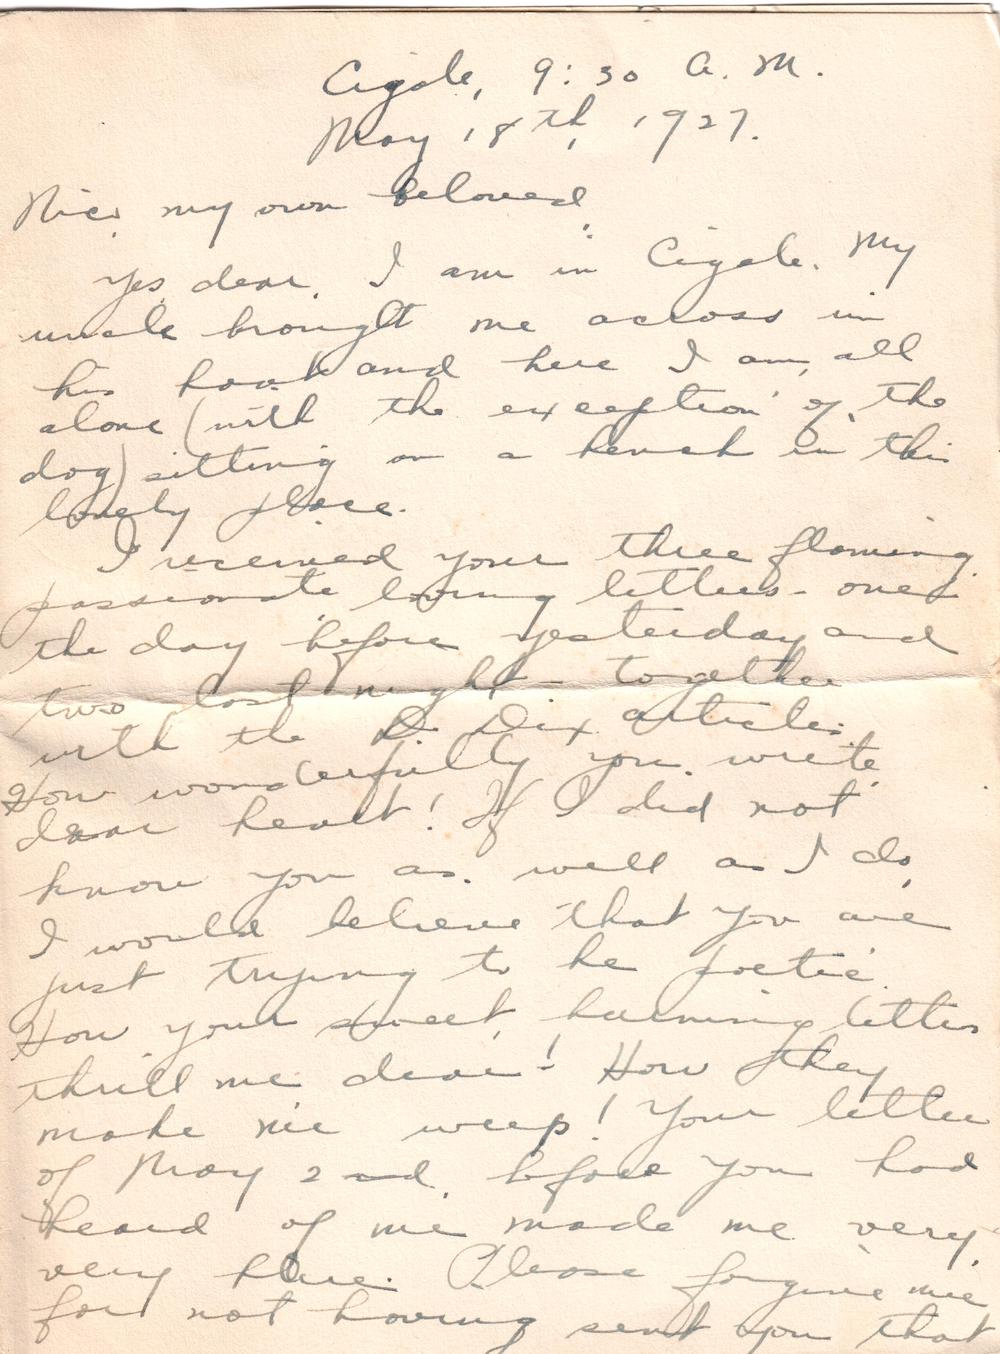 Cigale, 9:30 A.M.
May 18th, 1927.
Nico, my own beloved,
Yes, dear, I am in Cigale. My
uncle brought me across in
his boat and here I am, all
alone (with the exception of the
dog) sitting on a bench in this
lonely place.
I received your three flaming,
passionate loving letters - one
the day before yesterday and
two last night - together
with the D. Dix articles.
How wonderfully you write
dear heart! If I did not
know you as well as I do,
I would believe that you are
just trying to be poetic.
How your sweet, burning letters
thrill me dear! How they
make me weep! Your letter
of May 2nd, before you had
heard of me made me very,
very blue. Please forgive me
for not having sent you that